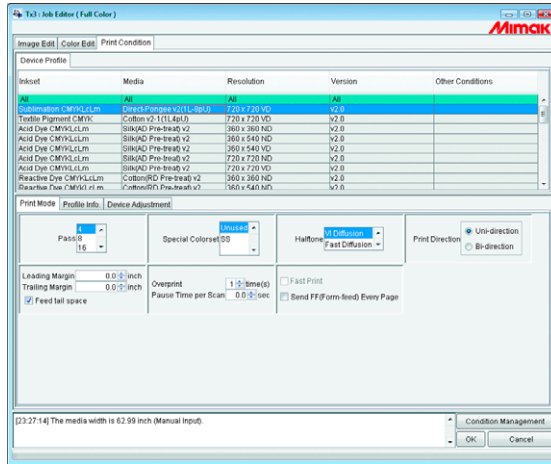 Tx3 : Job Editor ( Full Color )
Mimak
Image Edit Color Edit Print Condition
Device Profile
Inkset Media Resolution Version Other Conditions
All All All All
Sublimation CMYKLcLm Direct-Pongee v2(1L-8pU) 720 x 720 VD v2.0
Textile Pigment CMYK Cotton v2-1(1L4pU) 720 x 720 VD v2.0
Acid Dye CMYKLcLm Silk(AD Pre-treat) v2 360 x 360 ND v2.0
Acid Dye CMYKLcLm Silk(AD Pre-treat) v2 360 x 540 ND v2.0
Acid Dye CMYKLcLm Silk(AD Pre-treat) v2 720 x 720 VD v2.0
Acid Dye CMYKLcLm Silk(AD Pre-treat) v2 720 x 720 ND v2.0
Reactive Dye CMYKLcLm Cotton(RD Pre-treat) v2 360 x 360 ND v2.0
Reactive Dye CMYKLcLm Cotton(RD Pre-treat) v2 360 x 540 ND v2.0
Print Mode Profile Info. Device Adjustment
Pass 4 8 16
Special Colorset Unused SS
Halftone VI Diffusion Fast Diffusion
Print Direction Uni-direction Bi-direction
Leading Margin 0.0 inch
Trailing Margin 0.0 inch
Feed tail space
Overprint 1 time(s)
Pause Time per Scan 0.0 sec
Fast Print
Send FF(Form-feed) Every Page
[23:27:14] The media width is 62.99 inch (Manual Input).
Condition Management
OK Cancel